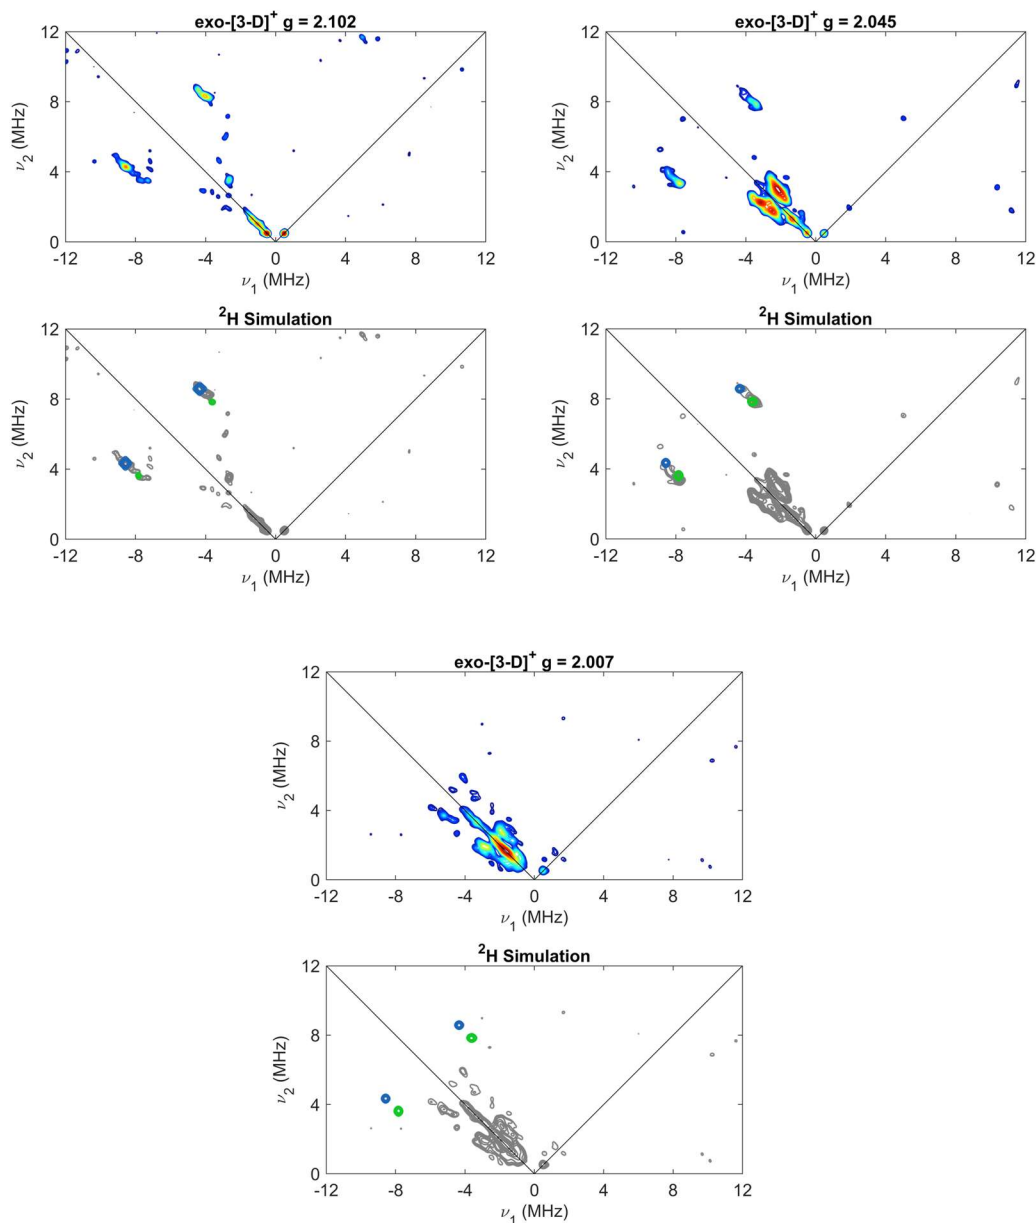 exo-[3-D]⁺ g = 2.102
12
8
4
0
ν₂ (MHz)
-12 -8 -4 0 4 8 12
ν₁ (MHz)
exo-[3-D]⁺ g = 2.045
12
8
4
0
ν₂ (MHz)
-12 -8 -4 0 4 8 12
ν₁ (MHz)
²H Simulation
12
8
4
0
ν₂ (MHz)
-12 -8 -4 0 4 8 12
ν₁ (MHz)
²H Simulation
12
8
4
0
ν₂ (MHz)
-12 -8 -4 0 4 8 12
ν₁ (MHz)
exo-[3-D]⁺ g = 2.007
12
8
4
0
ν₂ (MHz)
-12 -8 -4 0 4 8 12
ν₁ (MHz)
²H Simulation
12
8
4
0
ν₂ (MHz)
-12 -8 -4 0 4 8 12
ν₁ (MHz)